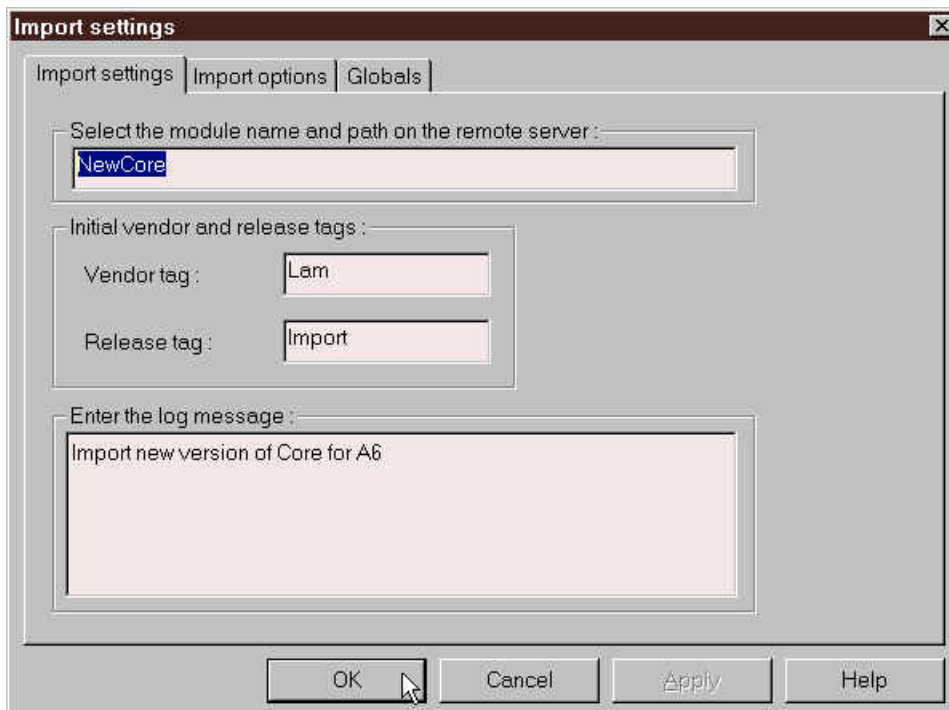 Import settings
Import settings Import options Globals
Select the module name and path on the remote server :
NewCore
Initial vendor and release tags :
Vendor tag : Lam
Release tag : Import
Enter the log message :
Import new version of Core for A6
OK Cancel Apply Help